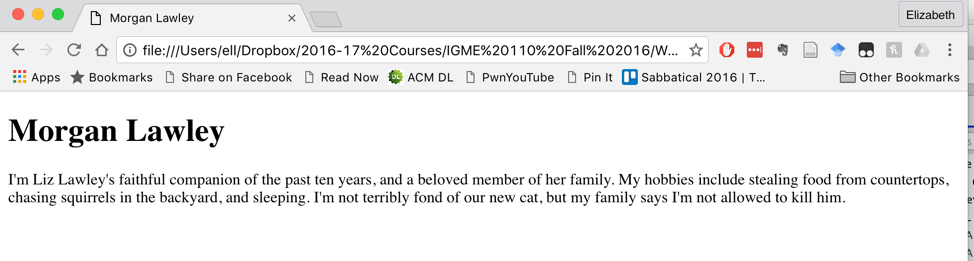 Morgan Lawley
Elizabeth
file:///Users/ell/Dropbox/2016-17%20Courses/IGME%20110%20Fall%202016/W...
Apps Bookmarks Share on Facebook Read Now ACM DL PwnYouTube Pin It Sabbatical 2016 | T... Other Bookmarks
Morgan Lawley
I'm Liz Lawley's faithful companion of the past ten years, and a beloved member of her family. My hobbies include stealing food from countertops,
chasing squirrels in the backyard, and sleeping. I'm not terribly fond of our new cat, but my family says I'm not allowed to kill him.